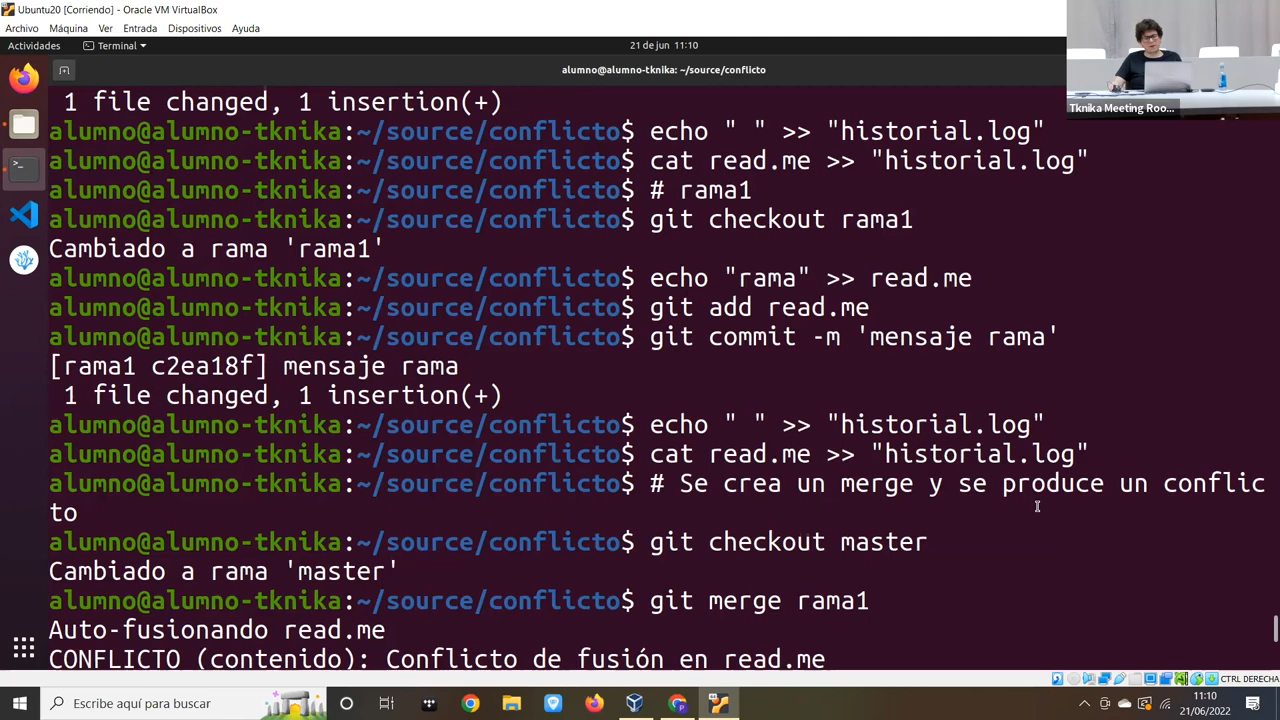 Ubuntu20 [Corriendo] - Oracle VM VirtualBox
Archivo Máquina Ver Entrada Dispositivos Ayuda
Actividades Terminal 21 de jun 11:10
alumno@alumno-tknika: ~/source/conflicto
Tknika Meeting Roo...
1 file changed, 1 insertion(+)
alumno@alumno-tknika:~/source/conflicto$ echo " " >> "historial.log"
alumno@alumno-tknika:~/source/conflicto$ cat read.me >> "historial.log"
alumno@alumno-tknika:~/source/conflicto$ # rama1
alumno@alumno-tknika:~/source/conflicto$ git checkout rama1
Cambiado a rama 'rama1'
alumno@alumno-tknika:~/source/conflicto$ echo "rama" >> read.me
alumno@alumno-tknika:~/source/conflicto$ git add read.me
alumno@alumno-tknika:~/source/conflicto$ git commit -m 'mensaje rama'
[rama1 c2ea18f] mensaje rama
1 file changed, 1 insertion(+)
alumno@alumno-tknika:~/source/conflicto$ echo " " >> "historial.log"
alumno@alumno-tknika:~/source/conflicto$ cat read.me >> "historial.log"
alumno@alumno-tknika:~/source/conflicto$ # Se crea un merge y se produce un conflic
to
alumno@alumno-tknika:~/source/conflicto$ git checkout master
Cambiado a rama 'master'
alumno@alumno-tknika:~/source/conflicto$ git merge rama1
Auto-fusionando read.me
CONFLICTO (contenido): Conflicto de fusión en read.me
CTRL DERECHA
Escribe aquí para buscar
11:10
21/06/2022